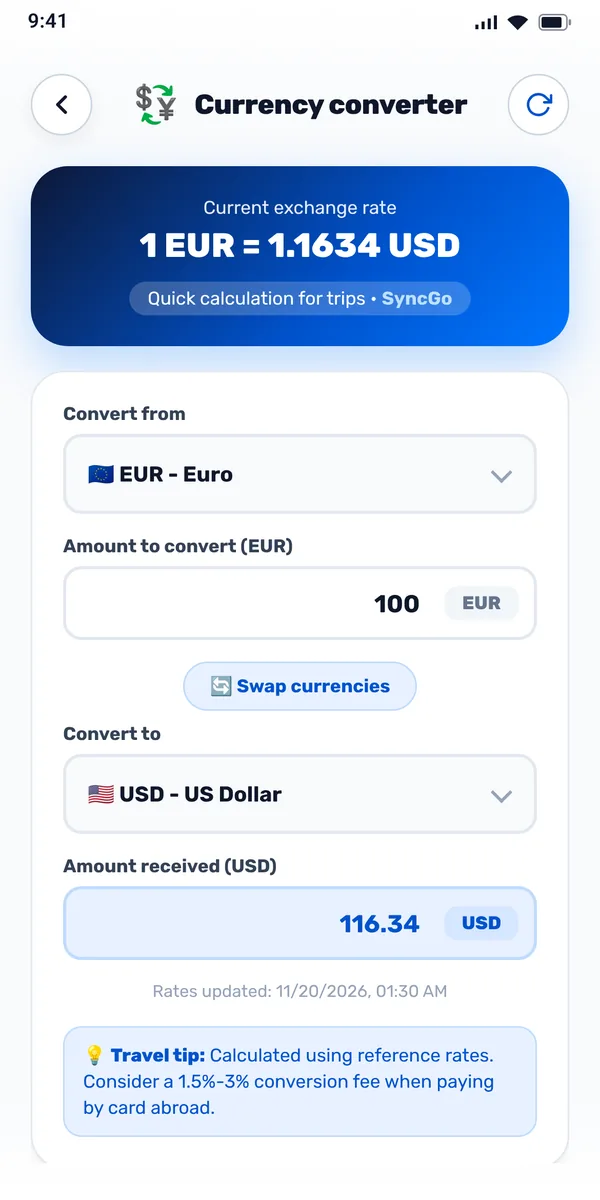 9:41
$ ¥ Currency converter
Current exchange rate
1 EUR = 1.1634 USD
Quick calculation for trips • SyncGo
Convert from
🇪🇺 EUR - Euro
Amount to convert (EUR)
100 EUR
🔄 Swap currencies
Convert to
🇺🇸 USD - US Dollar
Amount received (USD)
116.34 USD
Rates updated: 11/20/2026, 01:30 AM
💡 Travel tip: Calculated using reference rates.
Consider a 1.5%-3% conversion fee when paying
by card abroad.